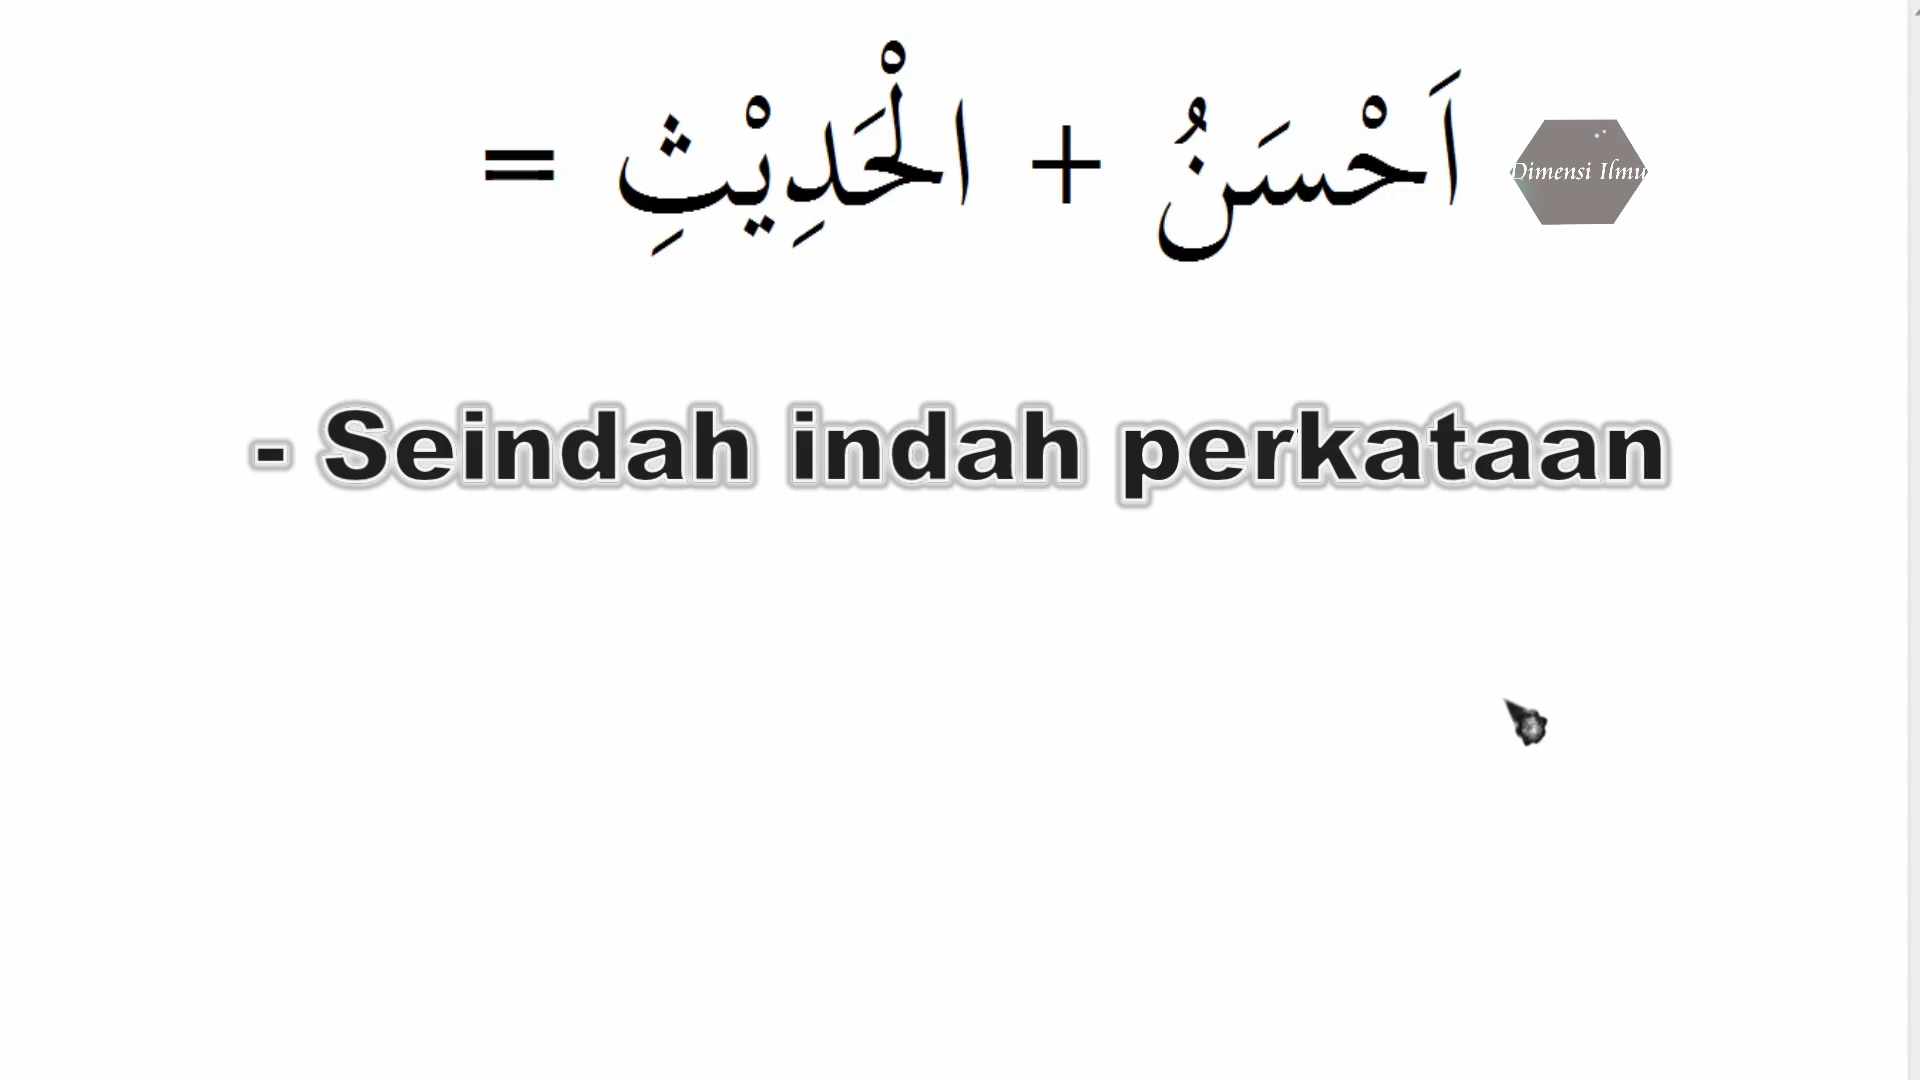 اَحْسَنُ + الْحَدِيْثِ =
Dimensi Ilmu
- Seindah indah perkataan